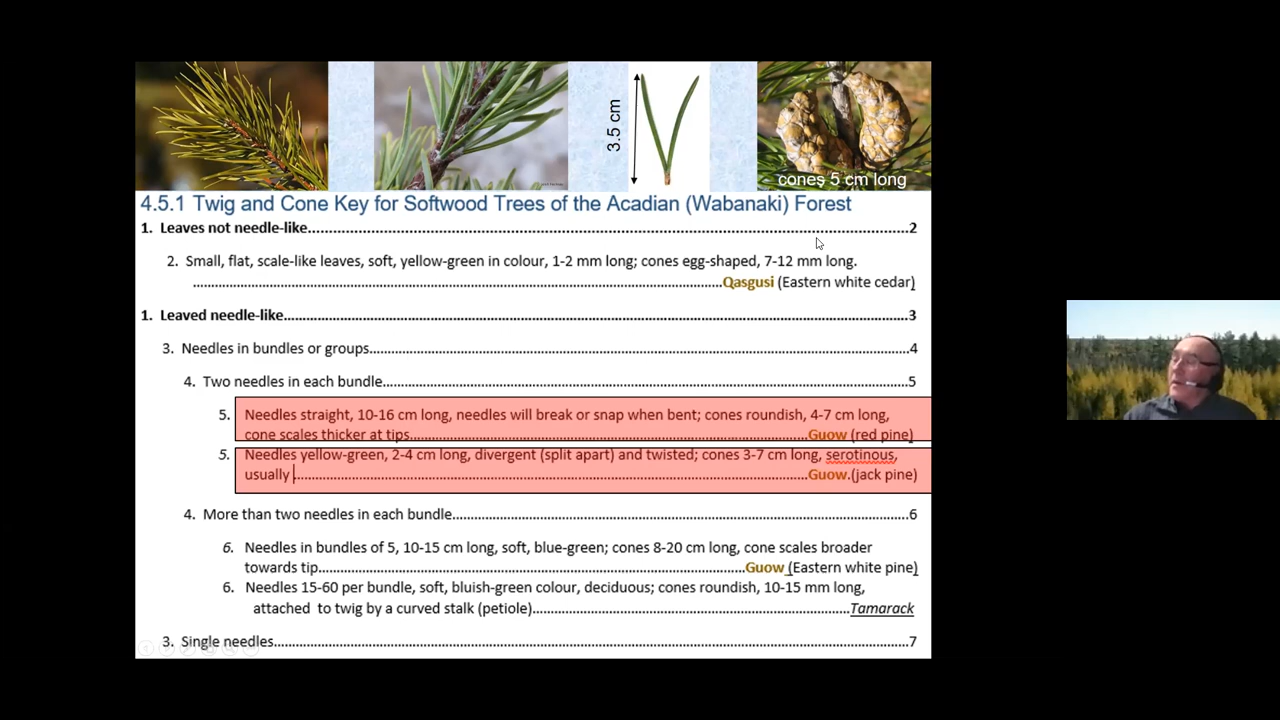 3.5 cm
cones 5 cm long
4.5.1 Twig and Cone Key for Softwood Trees of the Acadian (Wabanaki) Forest
1. Leaves not needle-like..........2
2. Small, flat, scale-like leaves, soft, yellow-green in colour, 1-2 mm long; cones egg-shaped, 7-12 mm long.
..........Qasgusi (Eastern white cedar)
1. Leaved needle-like..........3
3. Needles in bundles or groups..........4
4. Two needles in each bundle..........5
5. Needles straight, 10-16 cm long, needles will break or snap when bent; cones roundish, 4-7 cm long,
cone scales thicker at tips..........Guow (red pine)
5. Needles yellow-green, 2-4 cm long, divergent (split apart) and twisted; cones 3-7 cm long, serotinous,
usually ..........Guow.(jack pine)
4. More than two needles in each bundle..........6
6. Needles in bundles of 5, 10-15 cm long, soft, blue-green; cones 8-20 cm long, cone scales broader
towards tip..........Guow (Eastern white pine)
6. Needles 15-60 per bundle, soft, bluish-green colour, deciduous; cones roundish, 10-15 mm long,
attached to twig by a curved stalk (petiole)..........Tamarack
3. Single needles..........7